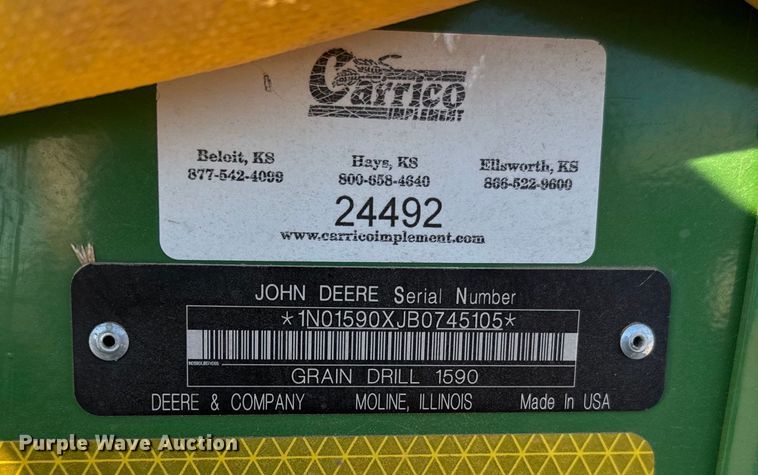 Carrico
IMPLEMENT
Beloit, KS
877-542-4099
Hays, KS
800-658-4640
Ellsworth, KS
866-522-9600
24492
www.carricoimplement.com
JOHN DEERE Serial Number
*1N01590XJB0745105*
GRAIN DRILL 1590
DEERE & COMPANY MOLINE, ILLINOIS Made In USA
Purple Wave Auction